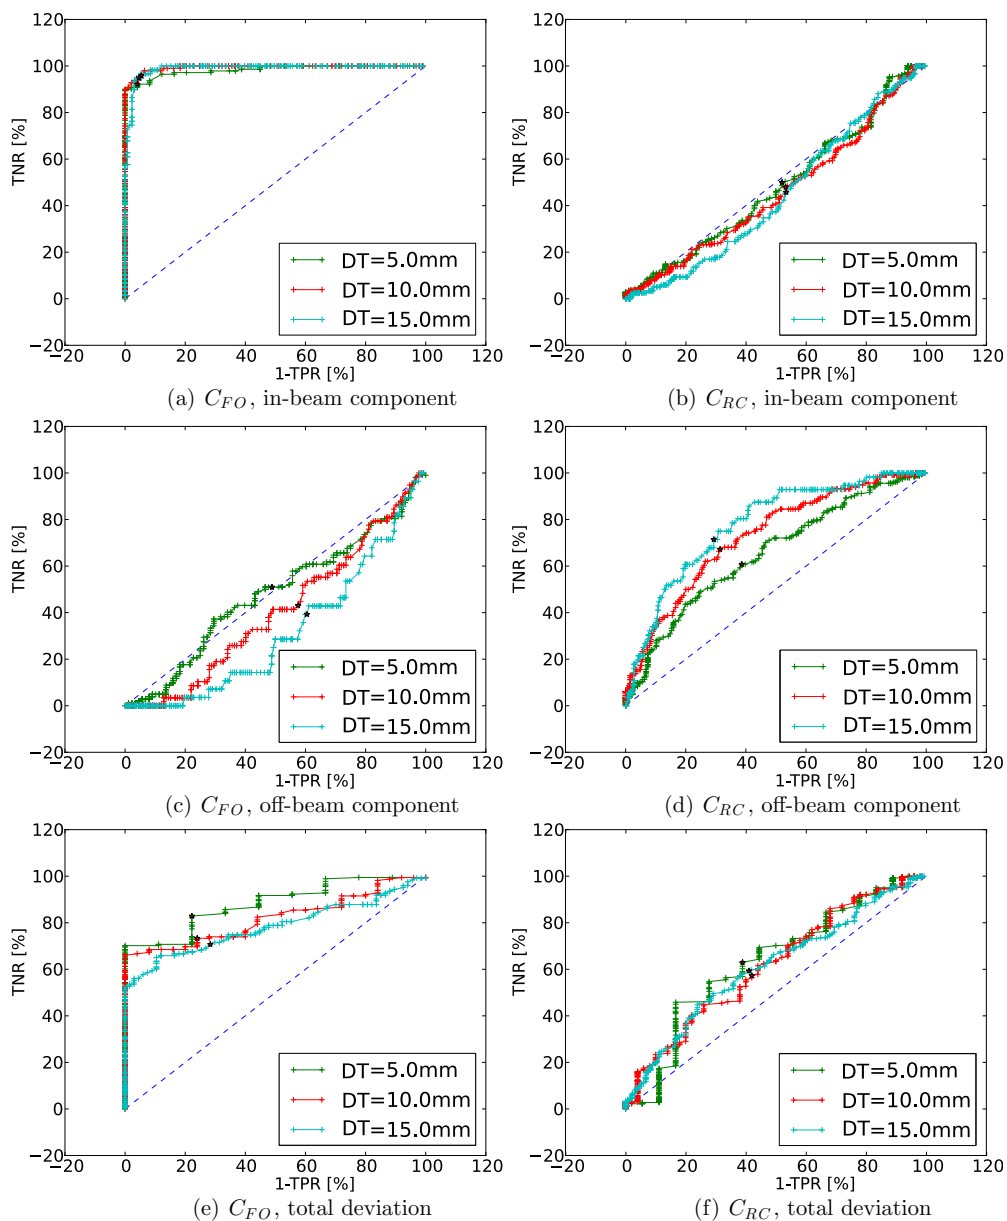 120
100
80
60
40
20
0
−20
TNR [%]
DT=5.0mm
DT=10.0mm
DT=15.0mm
−20 0 20 40 60 80 100 120
1-TPR [%]
(a) C_FO, in-beam component
120
100
80
60
40
20
0
−20
TNR [%]
DT=5.0mm
DT=10.0mm
DT=15.0mm
−20 0 20 40 60 80 100 120
1-TPR [%]
(b) C_RC, in-beam component
120
100
80
60
40
20
0
−20
TNR [%]
DT=5.0mm
DT=10.0mm
DT=15.0mm
−20 0 20 40 60 80 100 120
1-TPR [%]
(c) C_FO, off-beam component
120
100
80
60
40
20
0
−20
TNR [%]
DT=5.0mm
DT=10.0mm
DT=15.0mm
−20 0 20 40 60 80 100 120
1-TPR [%]
(d) C_RC, off-beam component
120
100
80
60
40
20
0
−20
TNR [%]
DT=5.0mm
DT=10.0mm
DT=15.0mm
−20 0 20 40 60 80 100 120
1-TPR [%]
(e) C_FO, total deviation
120
100
80
60
40
20
0
−20
TNR [%]
DT=5.0mm
DT=10.0mm
DT=15.0mm
−20 0 20 40 60 80 100 120
1-TPR [%]
(f) C_RC, total deviation